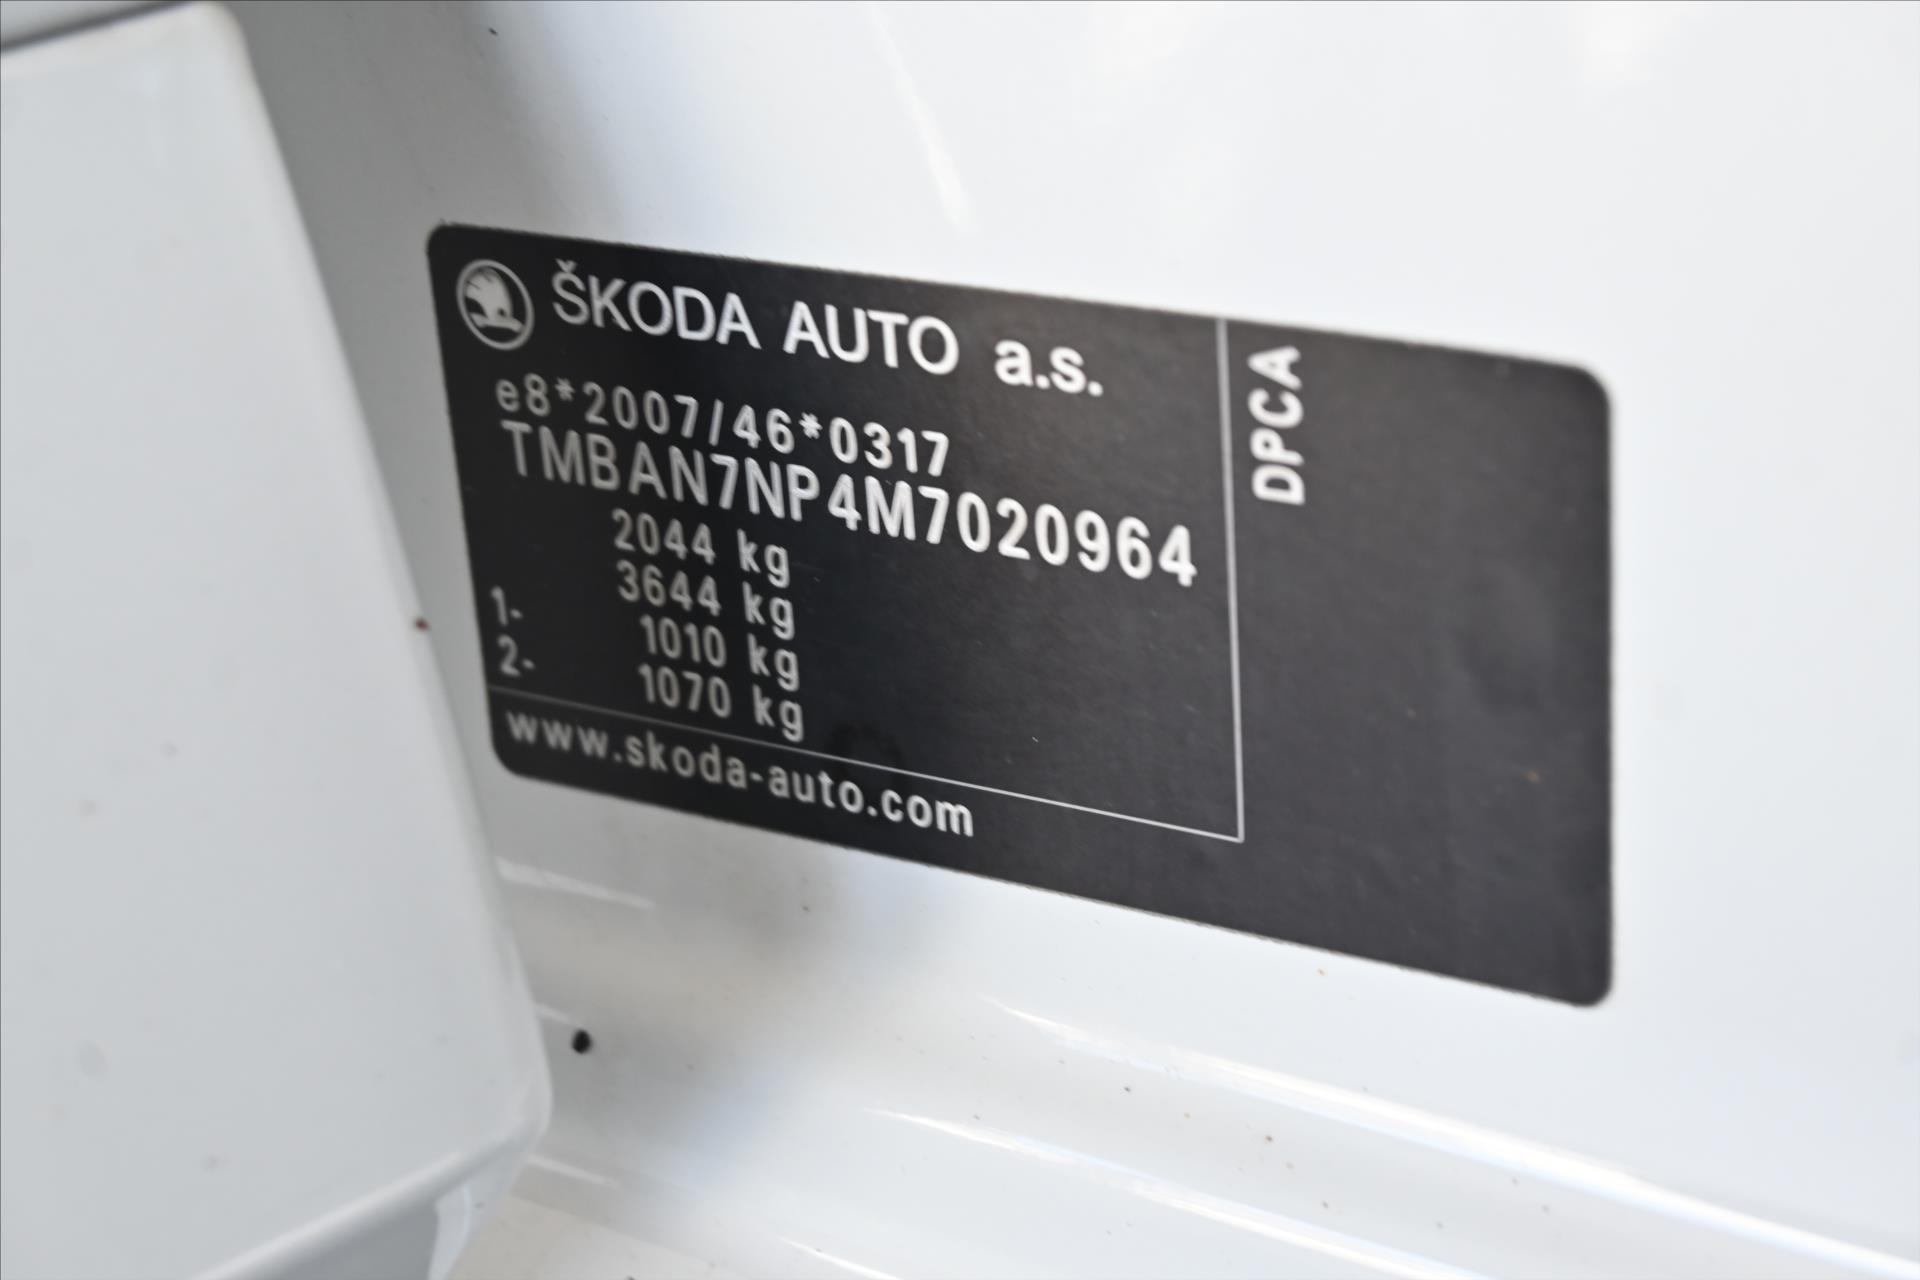 ŠKODA AUTO a.s.
e8*2007/46*0317
TMBAN7NP4M7020964
2044 kg
3644 kg
1- 1010 kg
2- 1070 kg
www.skoda-auto.com
DPCA